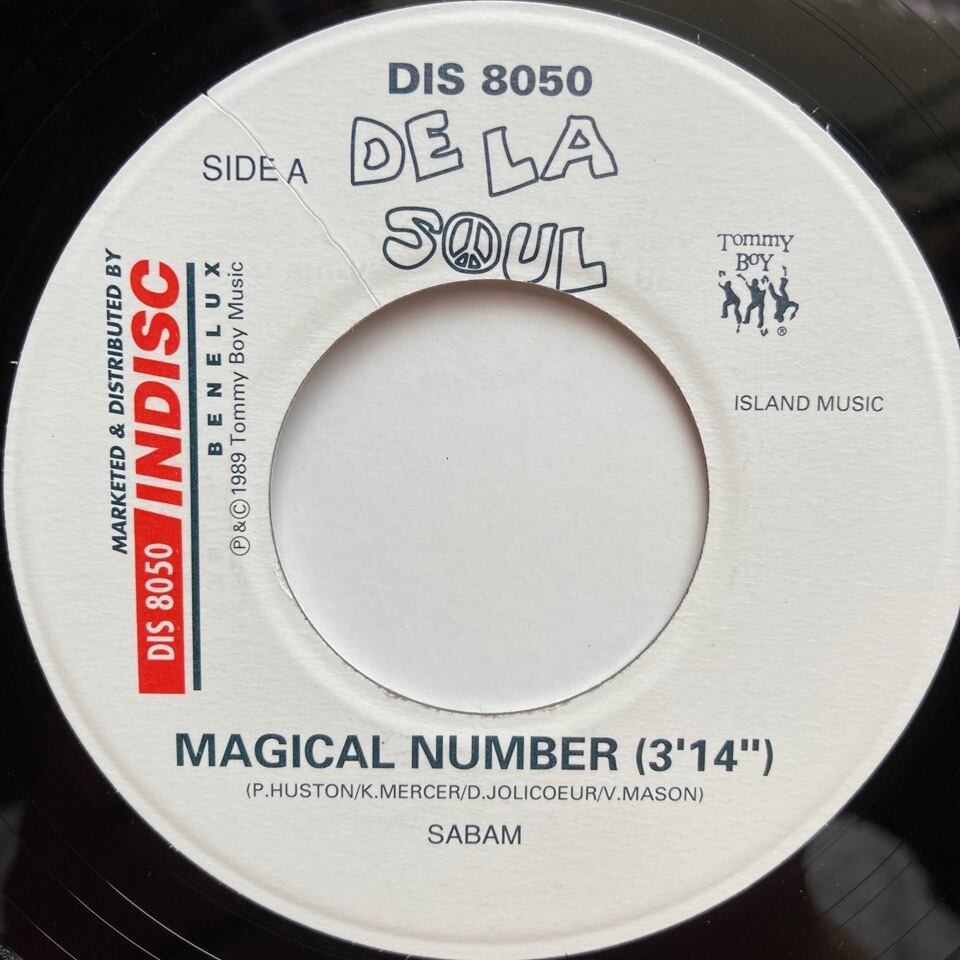 DIS 8050
SIDE A
DE LA
SOUL
Tommy
BOY
®
ISLAND MUSIC
MARKETED & DISTRIBUTED BY
DIS 8050 INDISC
BENELUX
℗&©1989 Tommy Boy Music
MAGICAL NUMBER (3'14")
(P.HUSTON/K.MERCER/D.JOLICOEUR/V.MASON)
SABAM